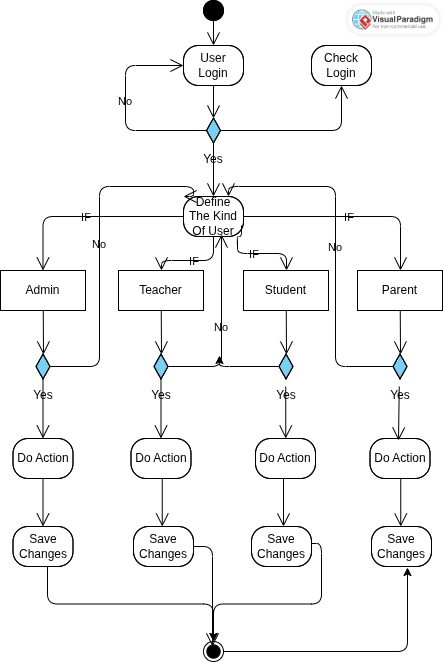 Made with
VisualParadigm
For non-commercial use
User
Login
Check
Login
No
Yes
Define
The Kind
Of User
IF
IF
No
No
IF
IF
Admin
Teacher
Student
Parent
No
Yes
Yes
Yes
Yes
Do Action
Do Action
Do Action
Do Action
Save
Changes
Save
Changes
Save
Changes
Save
Changes